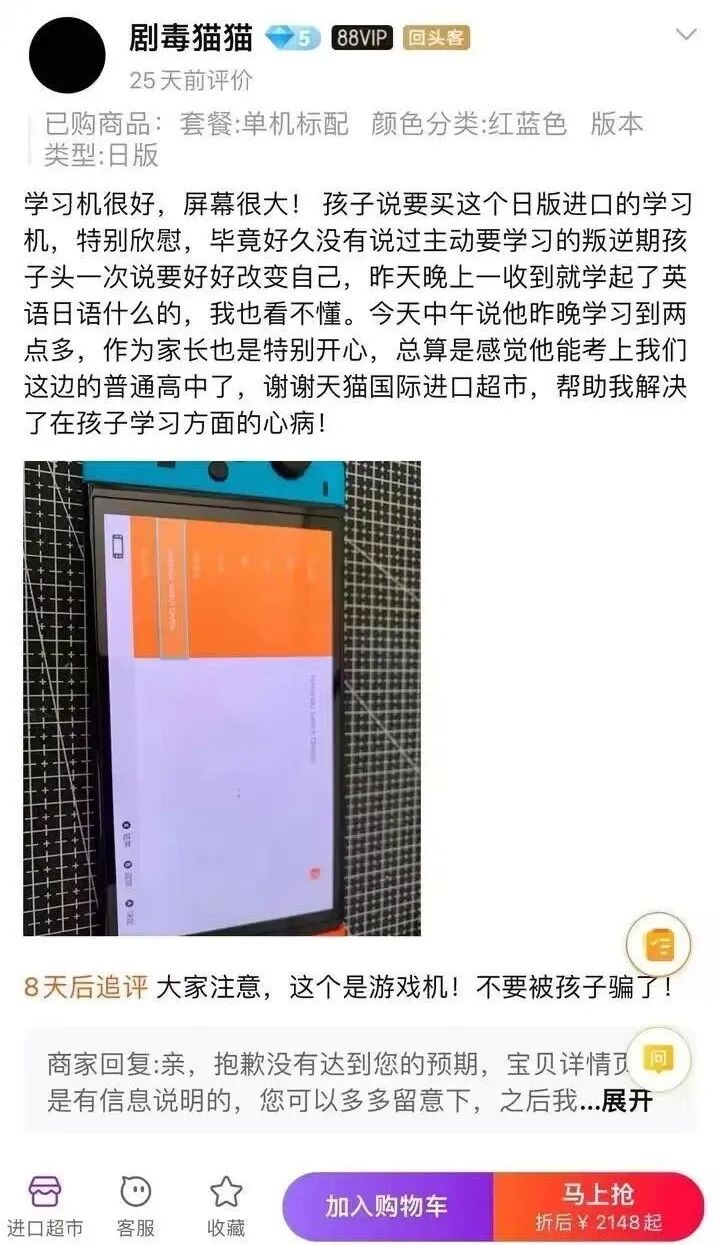 剧毒猫猫 5 88VIP 回头客
25天前评价
已购商品：套餐:单机标配 颜色分类:红蓝色 版本
类型:日版
学习机很好，屏幕很大！孩子说要买这个日版进口的学习
机，特别欣慰，毕竟好久没有说过主动要学习的叛逆期孩
子头一次说要好好改变自己，昨天晚上一收到就学起了英
语日语什么的，我也看不懂。今天中午说他昨晚学习到两
点多，作为家长也是特别开心，总算是感觉他能考上我们
这边的普通高中了，谢谢天猫国际进口超市，帮助我解决
了在孩子学习方面的心病！
8天后追评 大家注意，这个是游戏机！不要被孩子骗了！
商家回复:亲，抱歉没有达到您的预期，宝贝详情页
问
是有信息说明的，您可以多多留意下，之后我...展开
进口超市 客服 收藏 加入购物车 马上抢
折后¥ 2148起